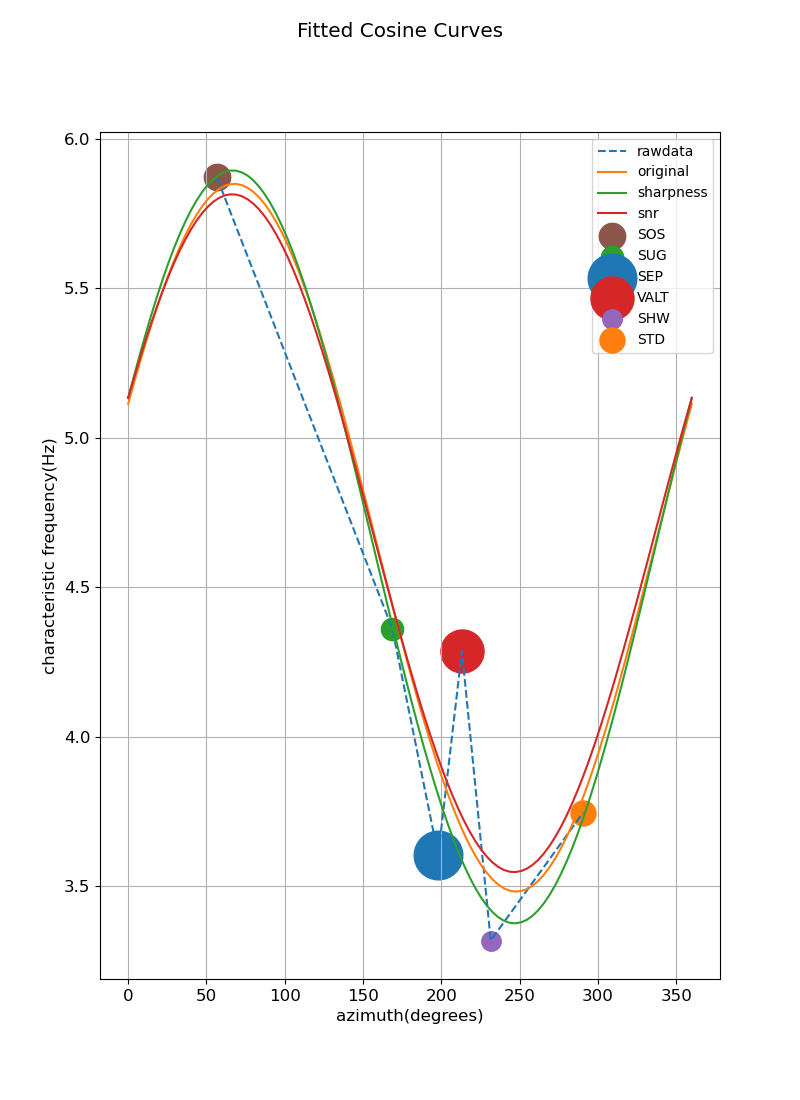 Fitted Cosine Curves
6.0
5.5
5.0
4.5
4.0
3.5
characteristic frequency(Hz)
0 50 100 150 200 250 300 350
azimuth(degrees)
rawdata
original
sharpness
snr
SOS
SUG
SEP
VALT
SHW
STD